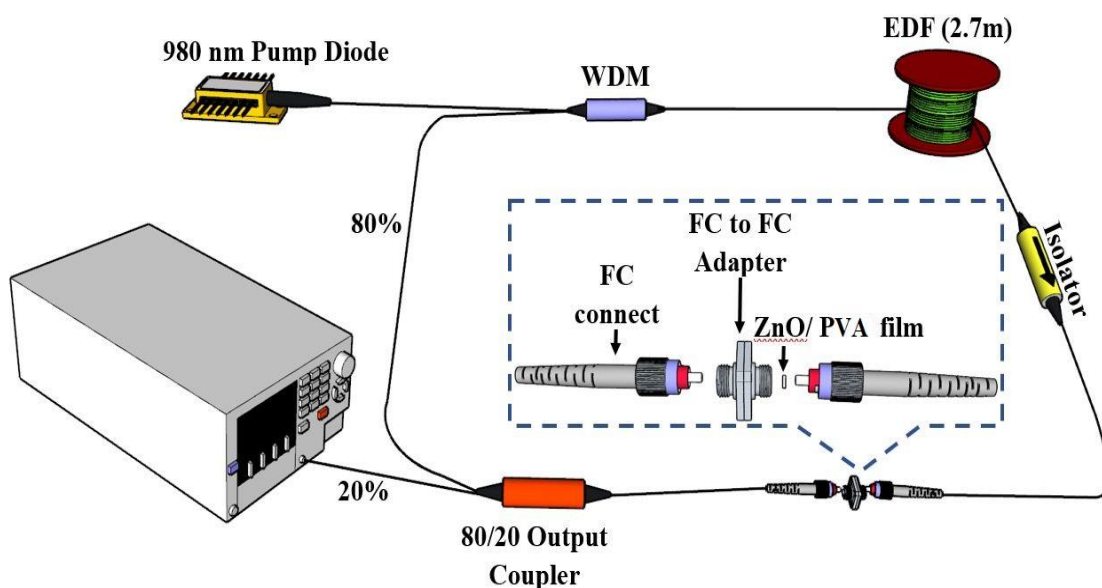 980 nm Pump Diode
WDM
EDF (2.7m)
80%
Isolator
FC to FC
Adapter
FC
connect
ZnO/ PVA film
20%
80/20 Output
Coupler